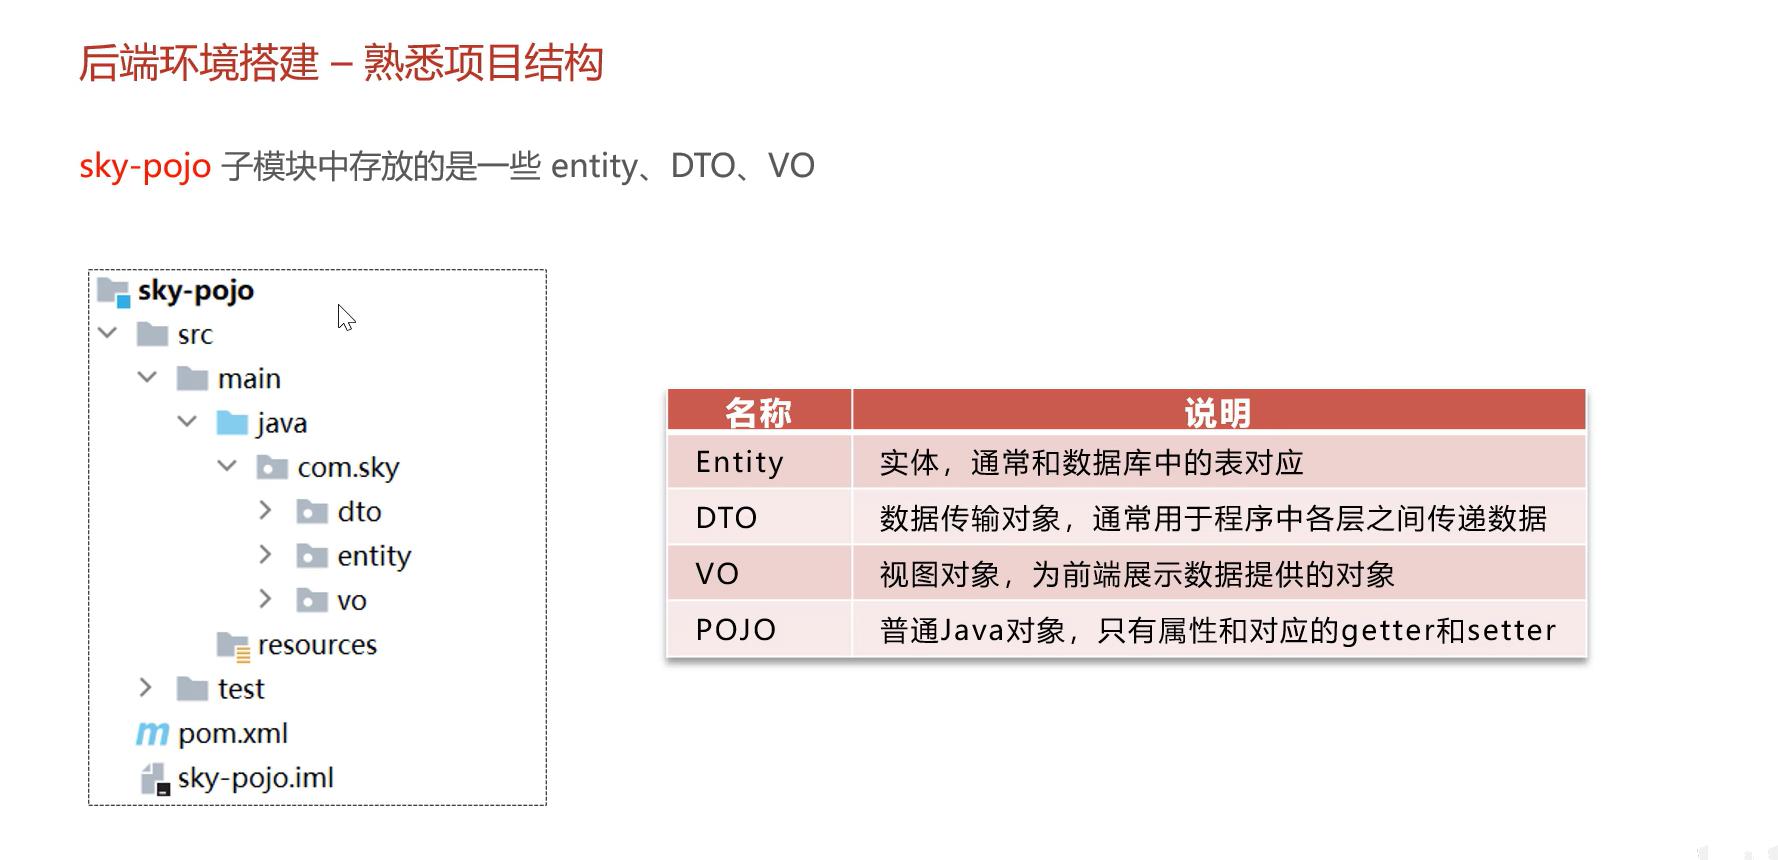 后端环境搭建 – 熟悉项目结构
sky-pojo 子模块中存放的是一些 entity、DTO、VO
sky-pojo
src
main
java
com.sky
dto
entity
vo
resources
test
pom.xml
sky-pojo.iml
名称 说明
Entity 实体，通常和数据库中的表对应
DTO 数据传输对象，通常用于程序中各层之间传递数据
VO 视图对象，为前端展示数据提供的对象
POJO 普通Java对象，只有属性和对应的getter和setter